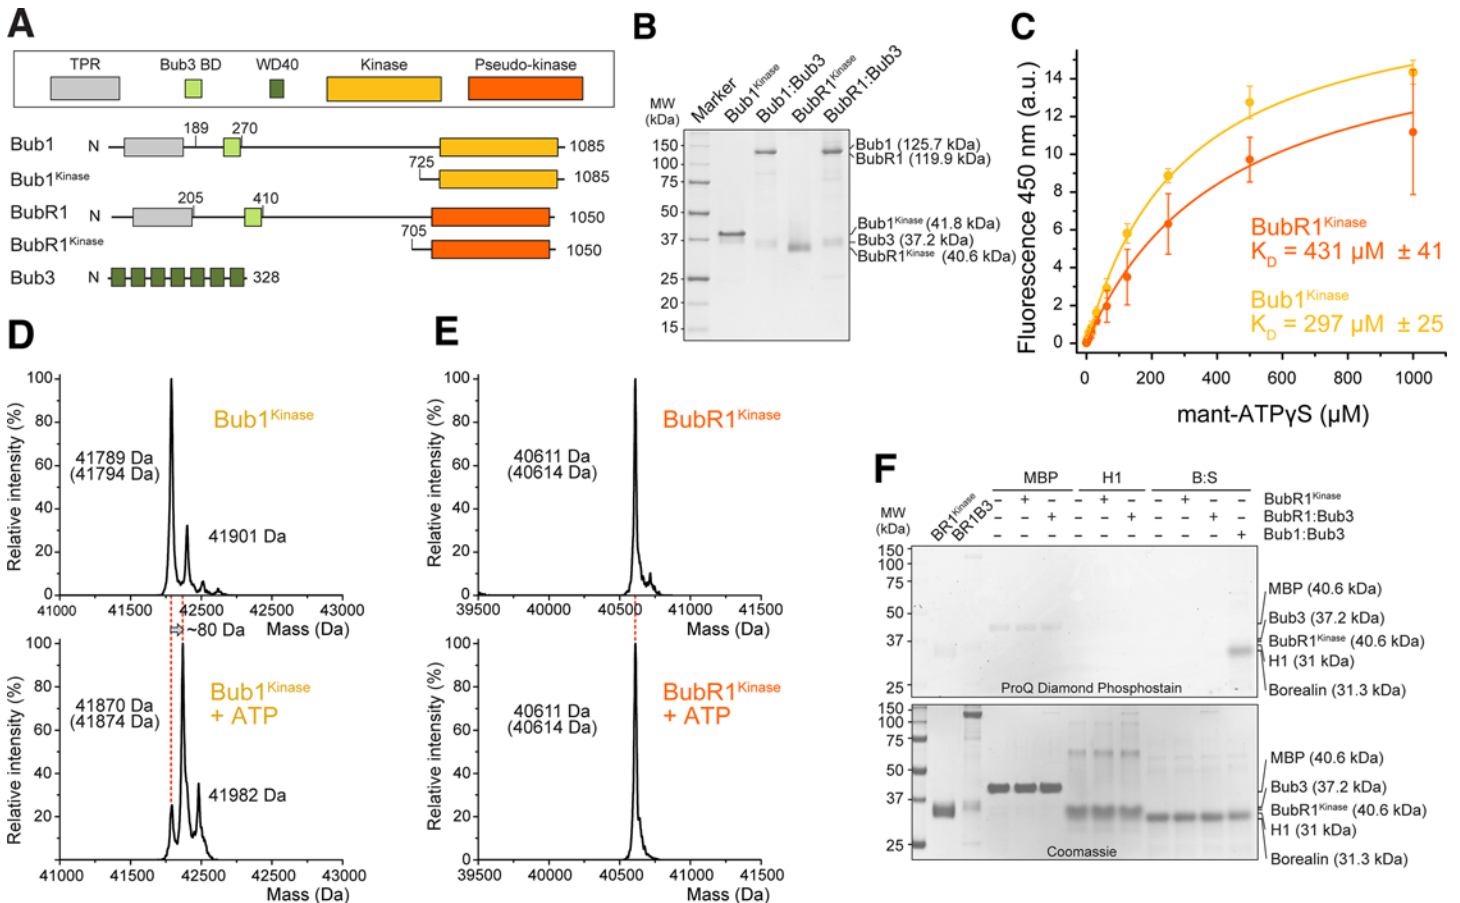 A
TPR Bub3 BD WD40 Kinase Pseudo-kinase
Bub1 N 189 270 1085
Bub1Kinase 725 1085
BubR1 N 205 410 1050
BubR1Kinase 705 1050
Bub3 N 328
B
MW
(kDa)
Marker
Bub1Kinase
Bub1:Bub3
BubR1Kinase
BubR1:Bub3
150
100
75
50
37
25
20
15
Bub1 (125.7 kDa)
BubR1 (119.9 kDa)
Bub1Kinase (41.8 kDa)
Bub3 (37.2 kDa)
BubR1Kinase (40.6 kDa)
C
Fluorescence 450 nm (a.u.)
14
12
10
8
6
4
2
0
0 200 400 600 800 1000
mant-ATPγS (µM)
BubR1Kinase
KD = 431 µM ± 41
Bub1Kinase
KD = 297 µM ± 25
D
Relative intensity (%)
100
80
60
40
20
0
Bub1Kinase
41789 Da
(41794 Da)
41901 Da
41000 41500 42500 42500 43000
~80 Da Mass (Da)
Relative intensity (%)
100
80
60
40
20
Bub1Kinase
+ ATP
41870 Da
(41874 Da)
41982 Da
41000 41500 42500 42500 43000
Mass (Da)
E
Relative intensity (%)
100
80
60
40
20
0
BubR1Kinase
40611 Da
(40614 Da)
39500 40000 40500 41000 41500
Mass (Da)
Relative intensity (%)
100
80
60
40
20
0
BubR1Kinase
+ ATP
40611 Da
(40614 Da)
39500 40000 40500 41000 41500
Mass (Da)
F
MW
(kDa)
BR1Kinase
BR1B3
MBP H1 B:S
– + – – + – – + – – BubR1Kinase
– – + – – + – – + – BubR1:Bub3
– – – – – – – – – + Bub1:Bub3
150
100
75
50
37
25
ProQ Diamond Phosphostain
MBP (40.6 kDa)
Bub3 (37.2 kDa)
BubR1Kinase (40.6 kDa)
H1 (31 kDa)
Borealin (31.3 kDa)
150
100
75
50
37
25
Coomassie
MBP (40.6 kDa)
Bub3 (37.2 kDa)
BubR1Kinase (40.6 kDa)
H1 (31 kDa)
Borealin (31.3 kDa)